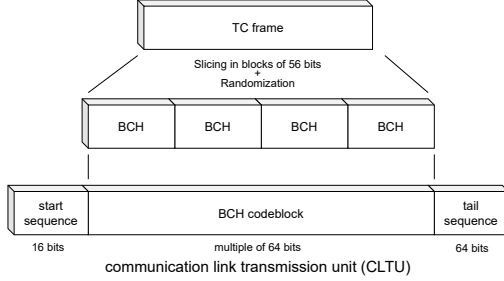 TC frame
Slicing in blocks of 56 bits
+
Randomization
BCH BCH BCH BCH
start
sequence
BCH codeblock
tail
sequence
16 bits multiple of 64 bits 64 bits
communication link transmission unit (CLTU)